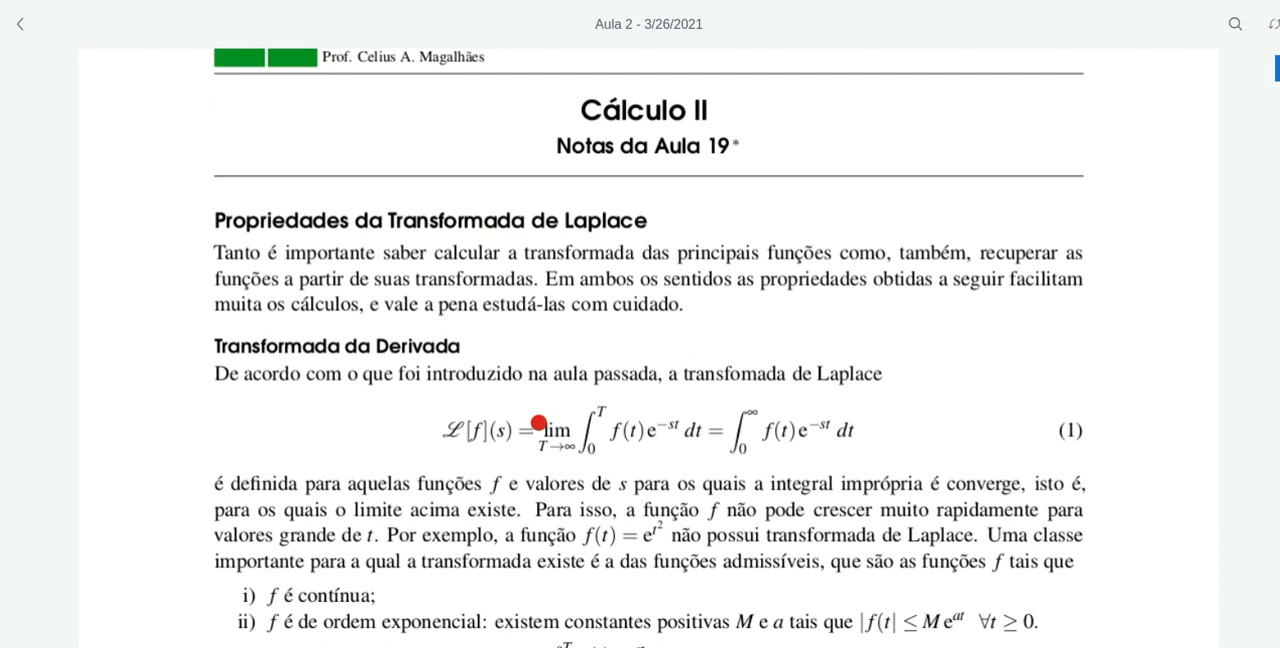 Aula 2 - 3/26/2021
Prof. Celius A. Magalhães
Cálculo II
Notas da Aula 19*
Propriedades da Transformada de Laplace
Tanto é importante saber calcular a transformada das principais funções como, também, recuperar as
funções a partir de suas transformadas. Em ambos os sentidos as propriedades obtidas a seguir facilitam
muita os cálculos, e vale a pena estudá-las com cuidado.
Transformada da Derivada
De acordo com o que foi introduzido na aula passada, a transfomada de Laplace
ℒ[f](s) = lim_{T→∞} ∫₀^T f(t)e^{−st} dt = ∫₀^∞ f(t)e^{−st} dt (1)
é definida para aquelas funções f e valores de s para os quais a integral imprópria é converge, isto é,
para os quais o limite acima existe. Para isso, a função f não pode crescer muito rapidamente para
valores grande de t. Por exemplo, a função f(t) = e^{t²} não possui transformada de Laplace. Uma classe
importante para a qual a transformada existe é a das funções admissíveis, que são as funções f tais que
i) f é contínua;
ii) f é de ordem exponencial: existem constantes positivas M e a tais que |f(t| ≤ M e^{at} ∀t ≥ 0.